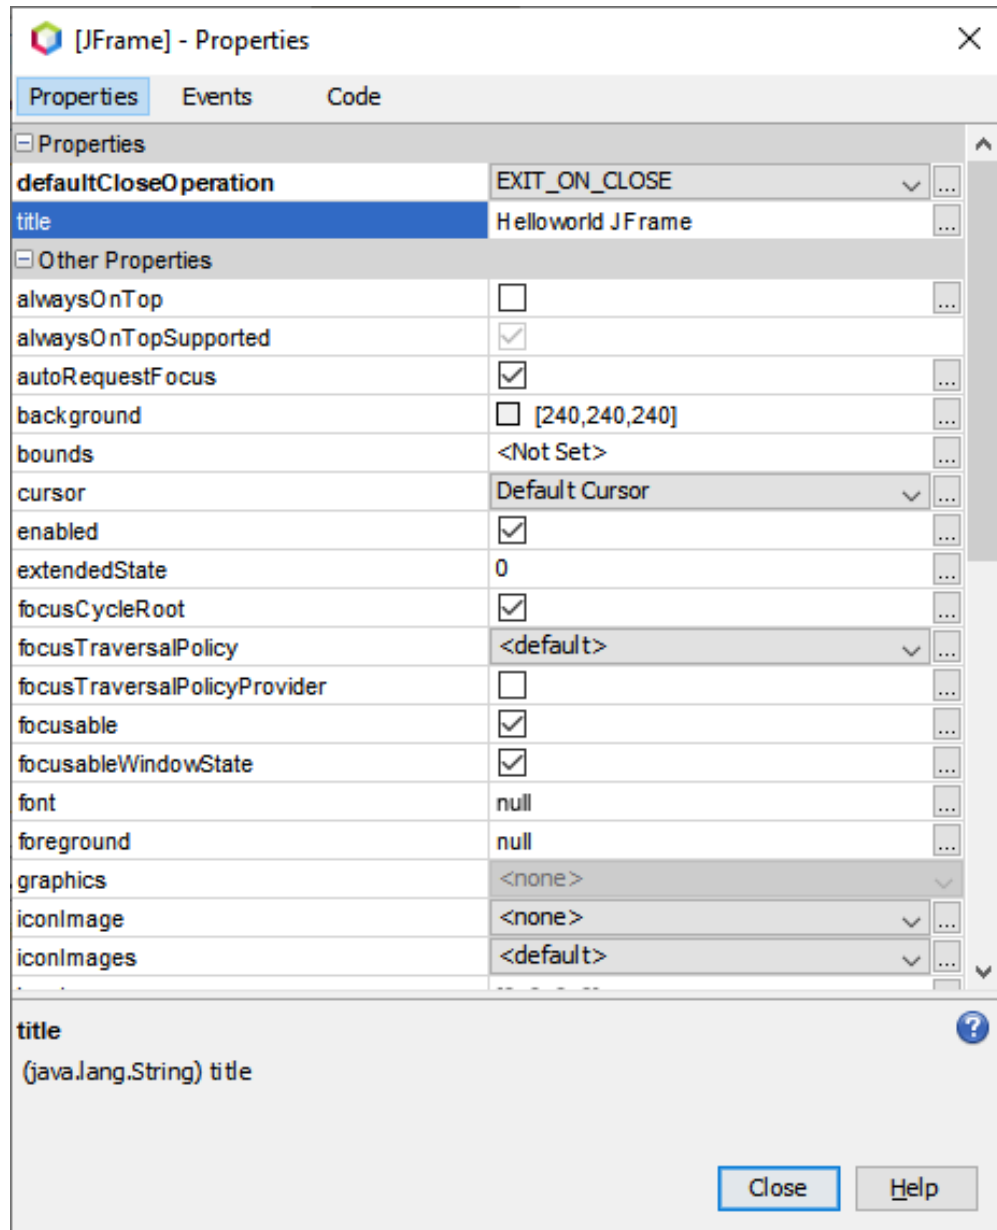 [JFrame] - Properties
Properties Events Code
Properties
defaultCloseOperation EXIT_ON_CLOSE ...
title Helloworld JFrame ...
Other Properties
alwaysOnTop ...
alwaysOnTopSupported
autoRequestFocus ...
background [240,240,240] ...
bounds <Not Set> ...
cursor Default Cursor ...
enabled ...
extendedState 0 ...
focusCycleRoot ...
focusTraversalPolicy <default> ...
focusTraversalPolicyProvider ...
focusable ...
focusableWindowState ...
font null ...
foreground null ...
graphics <none>
iconImage <none> ...
iconImages <default> ...
title
(java.lang.String) title
Close Help